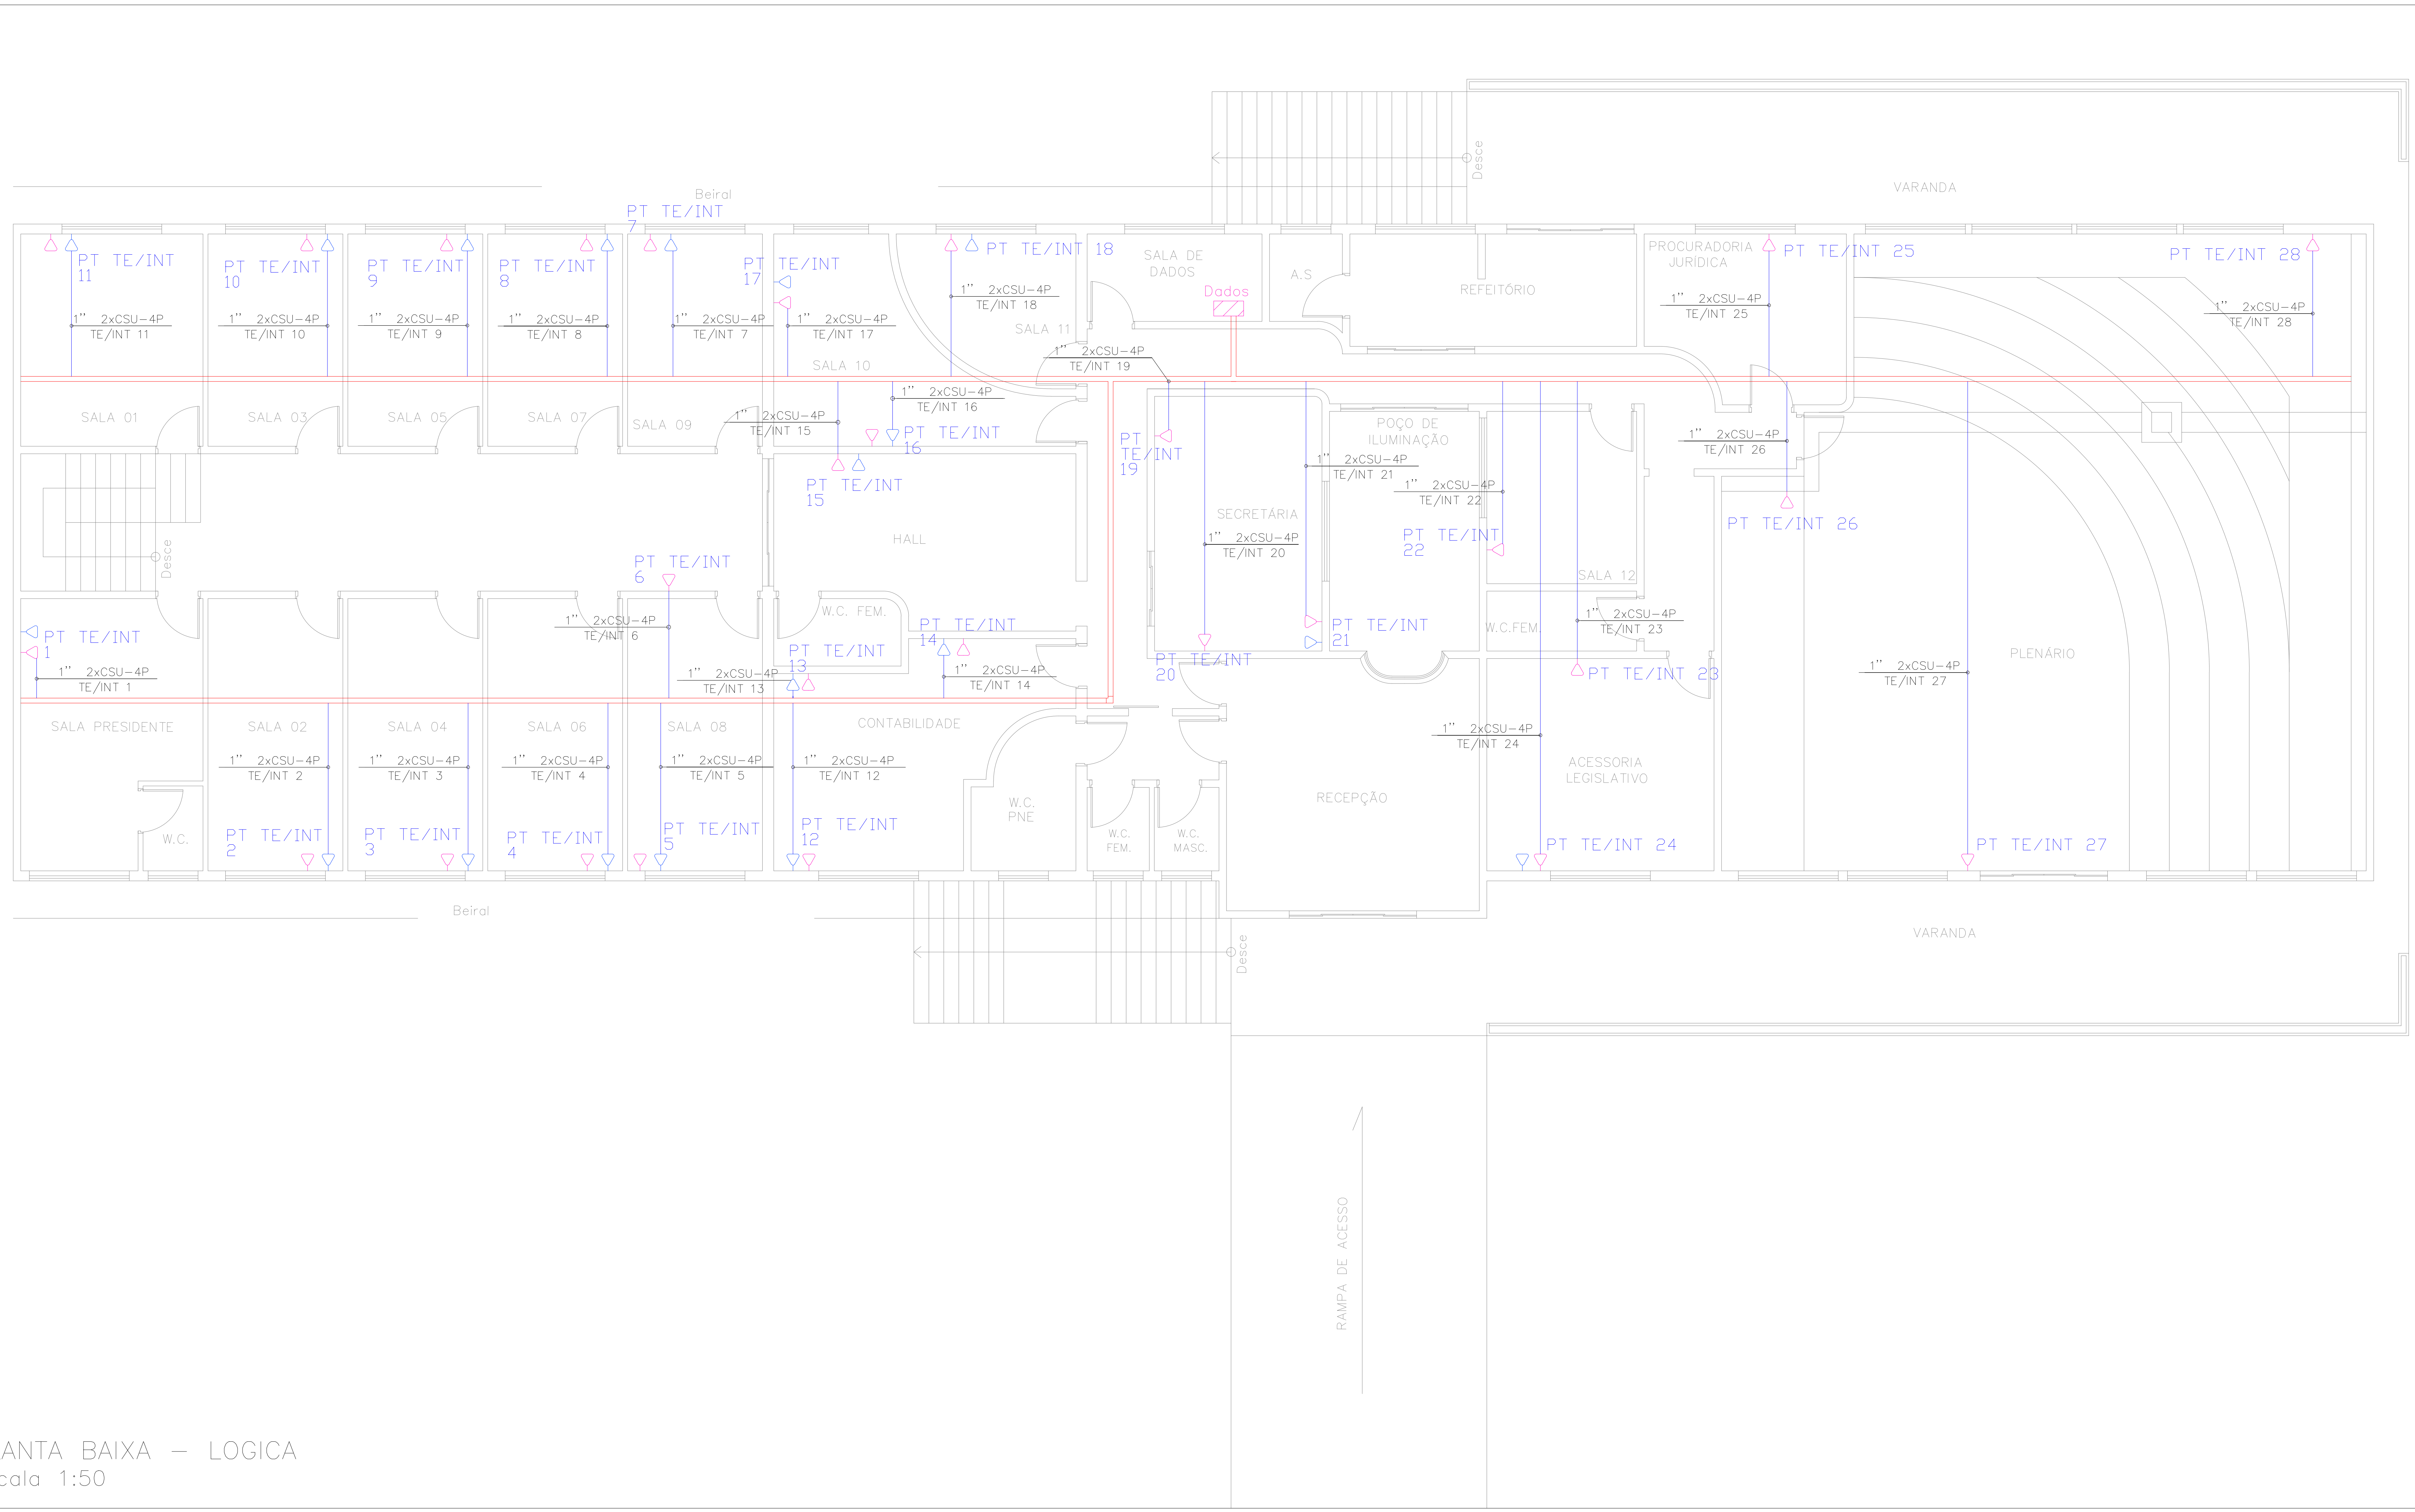 Desce
VARANDA
Beiral
PT TE/INT
7
PT TE/INT
11
PT TE/INT
10
PT TE/INT
9
PT TE/INT
8
PT TE/INT
17
PT TE/INT 18
SALA DE
DADOS
Dados
A.S
REFEITÓRIO
PROCURADORIA
JURÍDICA
PT TE/INT 25
PT TE/INT 28
1'' 2xCSU-4P
TE/INT 11
1'' 2xCSU-4P
TE/INT 10
1'' 2xCSU-4P
TE/INT 9
1'' 2xCSU-4P
TE/INT 8
1'' 2xCSU-4P
TE/INT 7
1'' 2xCSU-4P
TE/INT 17
1'' 2xCSU-4P
TE/INT 18
1'' 2xCSU-4P
TE/INT 25
1'' 2xCSU-4P
TE/INT 28
SALA 11
SALA 10
1'' 2xCSU-4P
TE/INT 19
SALA 01
SALA 03
SALA 05
SALA 07
SALA 09
1'' 2xCSU-4P
TE/INT 15
1'' 2xCSU-4P
TE/INT 16
PT TE/INT
16
PT
TE/INT
19
POÇO DE
ILUMINAÇÃO
1'' 2xCSU-4P
TE/INT 21
1'' 2xCSU-4P
TE/INT 22
1'' 2xCSU-4P
TE/INT 26
PT TE/INT
15
SECRETÁRIA
PT TE/INT 26
HALL
Desce
PT TE/INT
22
1'' 2xCSU-4P
TE/INT 20
PT TE/INT
6
SALA 12
W.C. FEM.
1'' 2xCSU-4P
TE/INT 6
PT TE/INT
14
PT TE/INT
21
W.C.FEM.
1'' 2xCSU-4P
TE/INT 23
PT TE/INT
1
PT TE/INT
13
PT TE/INT
20
PLENÁRIO
1'' 2xCSU-4P
TE/INT 1
1'' 2xCSU-4P
TE/INT 13
1'' 2xCSU-4P
TE/INT 14
PT TE/INT 23
1'' 2xCSU-4P
TE/INT 27
SALA PRESIDENTE
SALA 02
SALA 04
SALA 06
SALA 08
CONTABILIDADE
1'' 2xCSU-4P
TE/INT 24
1'' 2xCSU-4P
TE/INT 2
1'' 2xCSU-4P
TE/INT 3
1'' 2xCSU-4P
TE/INT 4
1'' 2xCSU-4P
TE/INT 5
1'' 2xCSU-4P
TE/INT 12
ACESSORIA
LEGISLATIVO
RECEPÇÃO
W.C.
PNE
W.C.
PT TE/INT
2
PT TE/INT
3
PT TE/INT
4
PT TE/INT
5
PT TE/INT
12
W.C.
FEM.
W.C.
MASC.
PT TE/INT 24
PT TE/INT 27
Beiral
Desce
VARANDA
RAMPA DE ACESSO
ANTA BAIXA - LOGICA
cala 1:50